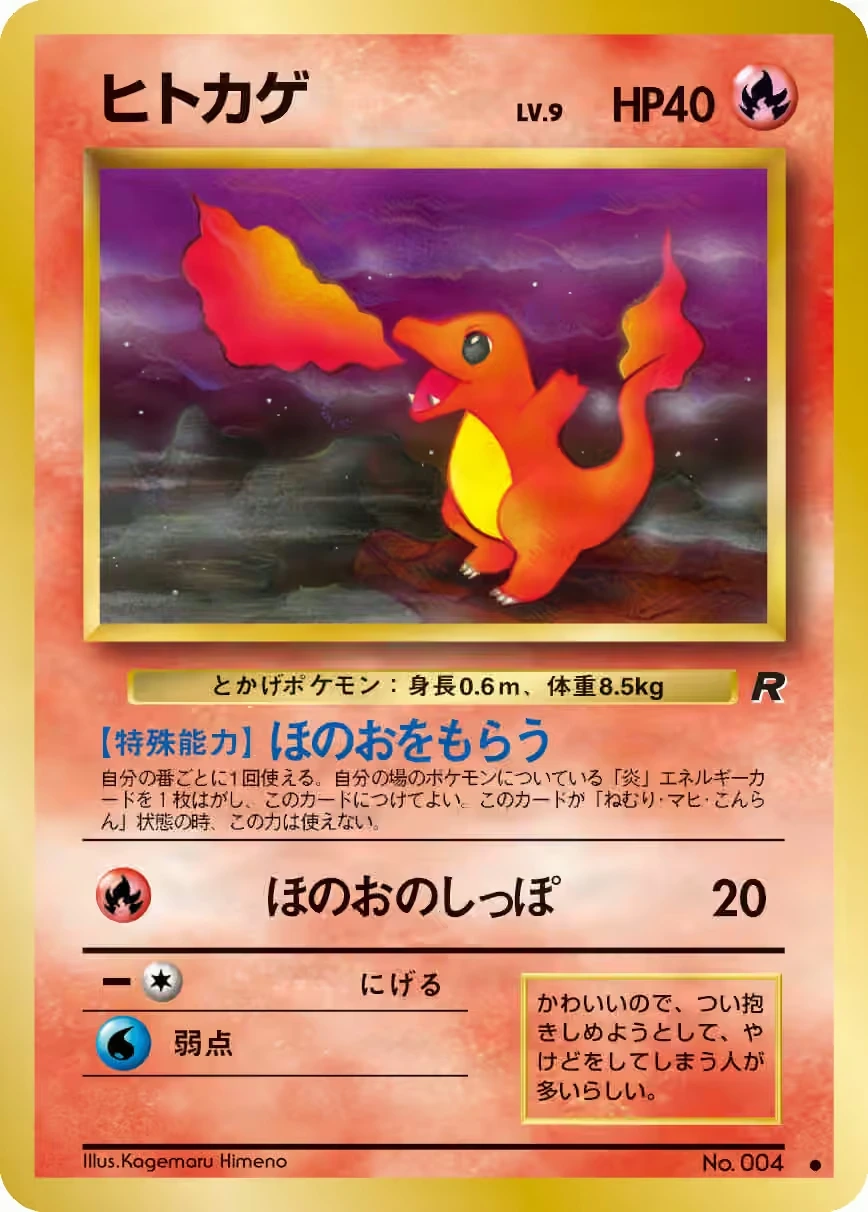 ヒトカゲ LV.9 HP40
とかげポケモン：身長0.6m、体重8.5kg R
【特殊能力】ほのおをもらう
自分の番ごとに1回使える。自分の場のポケモンについている「炎」エネルギーカ
ードを1枚はがし、このカードにつけてよい。このカードが「ねむり・マヒ・こんら
ん」状態の時、この力は使えない。
ほのおのしっぽ 20
ー にげる
弱点
かわいいので、つい抱
きしめようとして、や
けどをしてしまう人が
多いらしい。
Illus.Kagemaru Himeno No. 004 ●